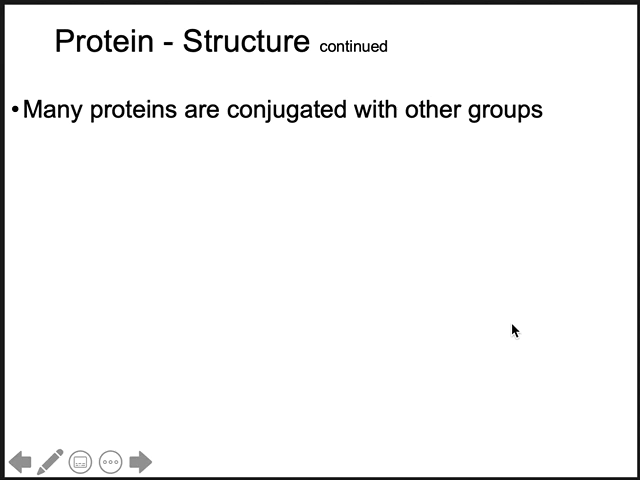 Protein - Structure continued
•Many proteins are conjugated with other groups